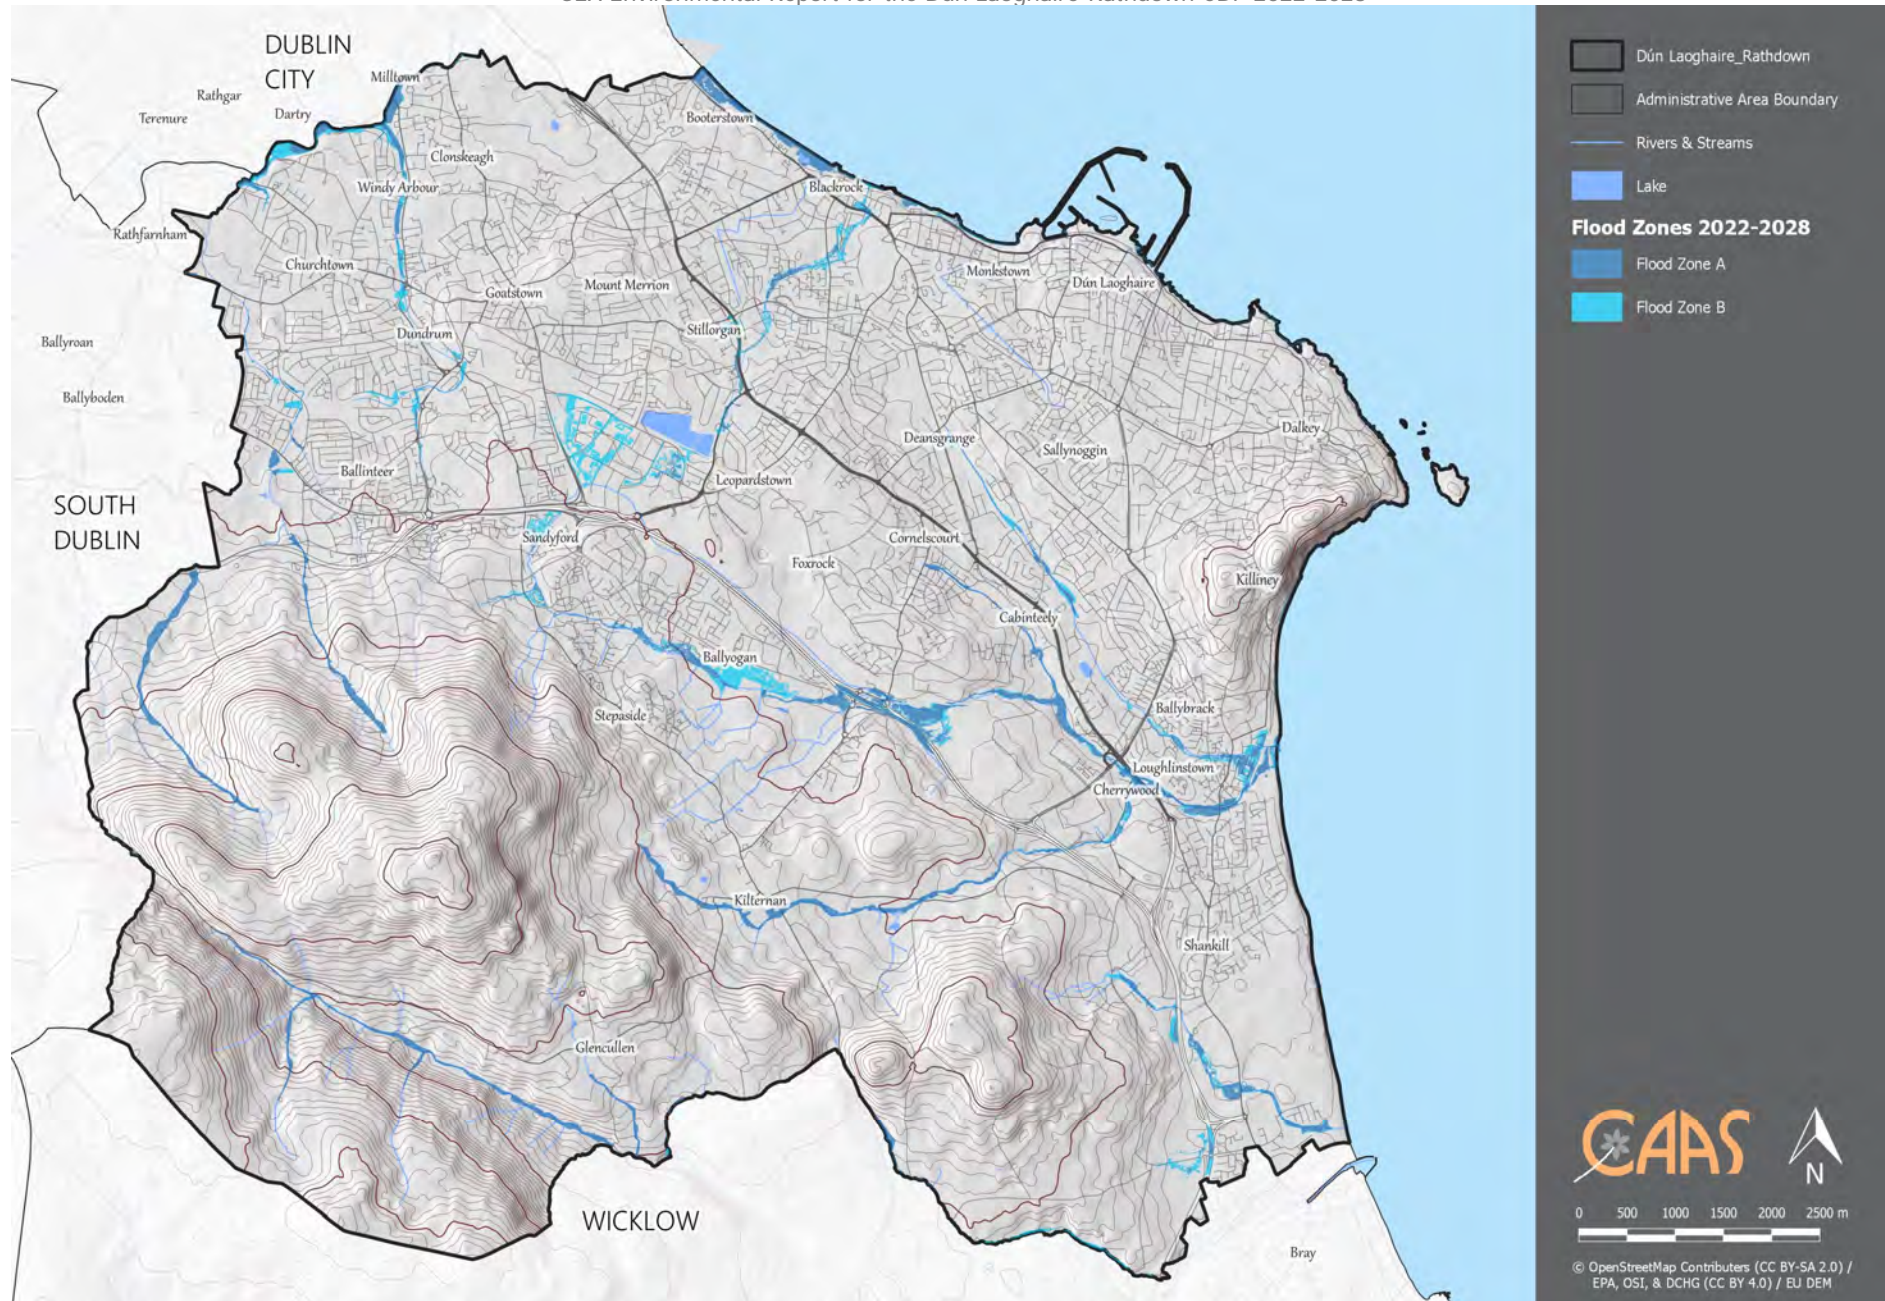 DUBLIN
CITY
Milltown
Rathgar
Terenure
Dartry
Booterstown
Clonskeagh
Windy Arbour
Blackrock
Rathfarnham
Churchtown
Goatstown
Mount Merrion
Monkstown
Dún Laoghaire
Dundrum
Stillorgan
Ballyroan
Ballyboden
Ballinteer
Leopardstown
Deansgrange
Sallynoggin
Dalkey
SOUTH
DUBLIN
Sandyford
Foxrock
Cornelscourt
Killiney
Cabinteely
Ballyogan
Stepaside
Ballybrack
Loughlinstown
Cherrywood
Kilternan
Shankill
Glencullen
WICKLOW
Bray
Dún Laoghaire_Rathdown
Administrative Area Boundary
Rivers & Streams
Lake
Flood Zones 2022-2028
Flood Zone A
Flood Zone B
CAAS
N
0 500 1000 1500 2000 2500 m
© OpenStreetMap Contributers (CC BY-SA 2.0) /
EPA, OSI, & DCHG (CC BY 4.0) / EU DEM